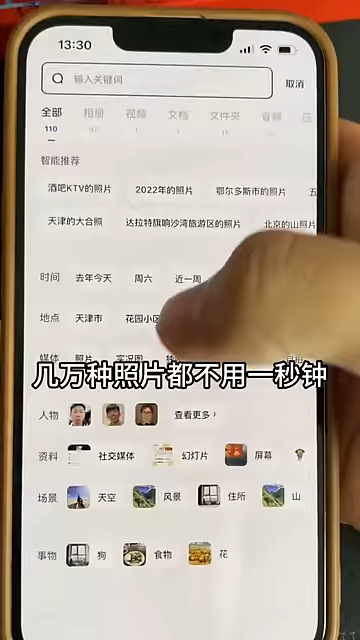 13:30
输入关键词
取消
全部 相册 视频 文档 文件夹 音频
110
智能推荐
酒吧KTV的照片 2022年的照片 鄂尔多斯市的照片 五
天津的大合照 达拉特旗响沙湾旅游区的照片 北京的山照片
时间 去年今天 周六 近一周
地点 天津市 花园小区
媒体 照片 实况图
几万种照片都不用一秒钟
人物 查看更多 ›
资料 社交媒体 幻灯片 屏幕
场景 天空 风景 住所 山
事物 狗 食物 花